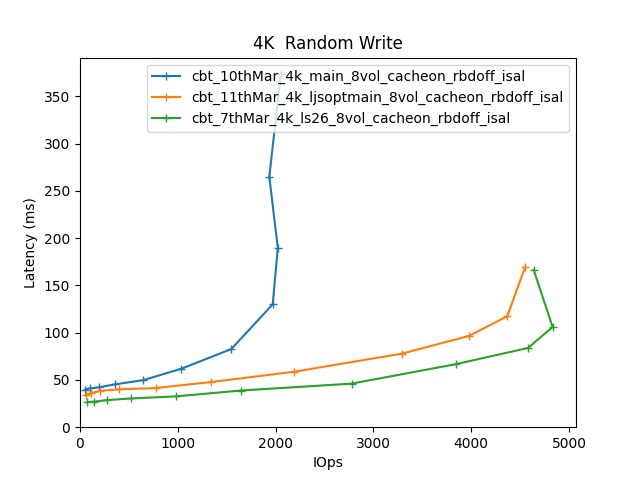 4K  Random Write
cbt_10thMar_4k_main_8vol_cacheon_rbdoff_isal
cbt_11thMar_4k_ljsoptmain_8vol_cacheon_rbdoff_isal
cbt_7thMar_4k_ls26_8vol_cacheon_rbdoff_isal
350
300
250
200
150
100
50
0
Latency (ms)
0 1000 2000 3000 4000 5000
IOps